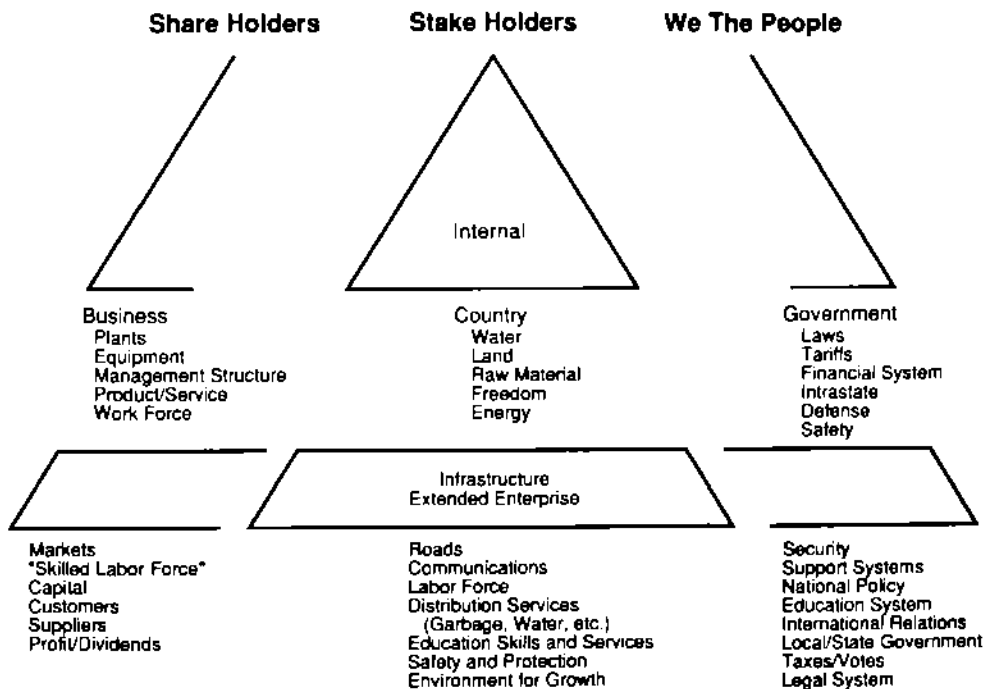 Share Holders
Stake Holders
We The People
Internal
Business
Plants
Equipment
Management Structure
Product/Service
Work Force
Country
Water
Land
Raw Material
Freedom
Energy
Government
Laws
Tariffs
Financial System
Intrastate
Defense
Safety
Infrastructure
Extended Enterprise
Markets
"Skilled Labor Force"
Capital
Customers
Suppliers
Profit/Dividends
Roads
Communications
Labor Force
Distribution Services
(Garbage, Water, etc.)
Education Skills and Services
Safety and Protection
Environment for Growth
Security
Support Systems
National Policy
Education System
International Relations
Local/State Government
Taxes/Votes
Legal System